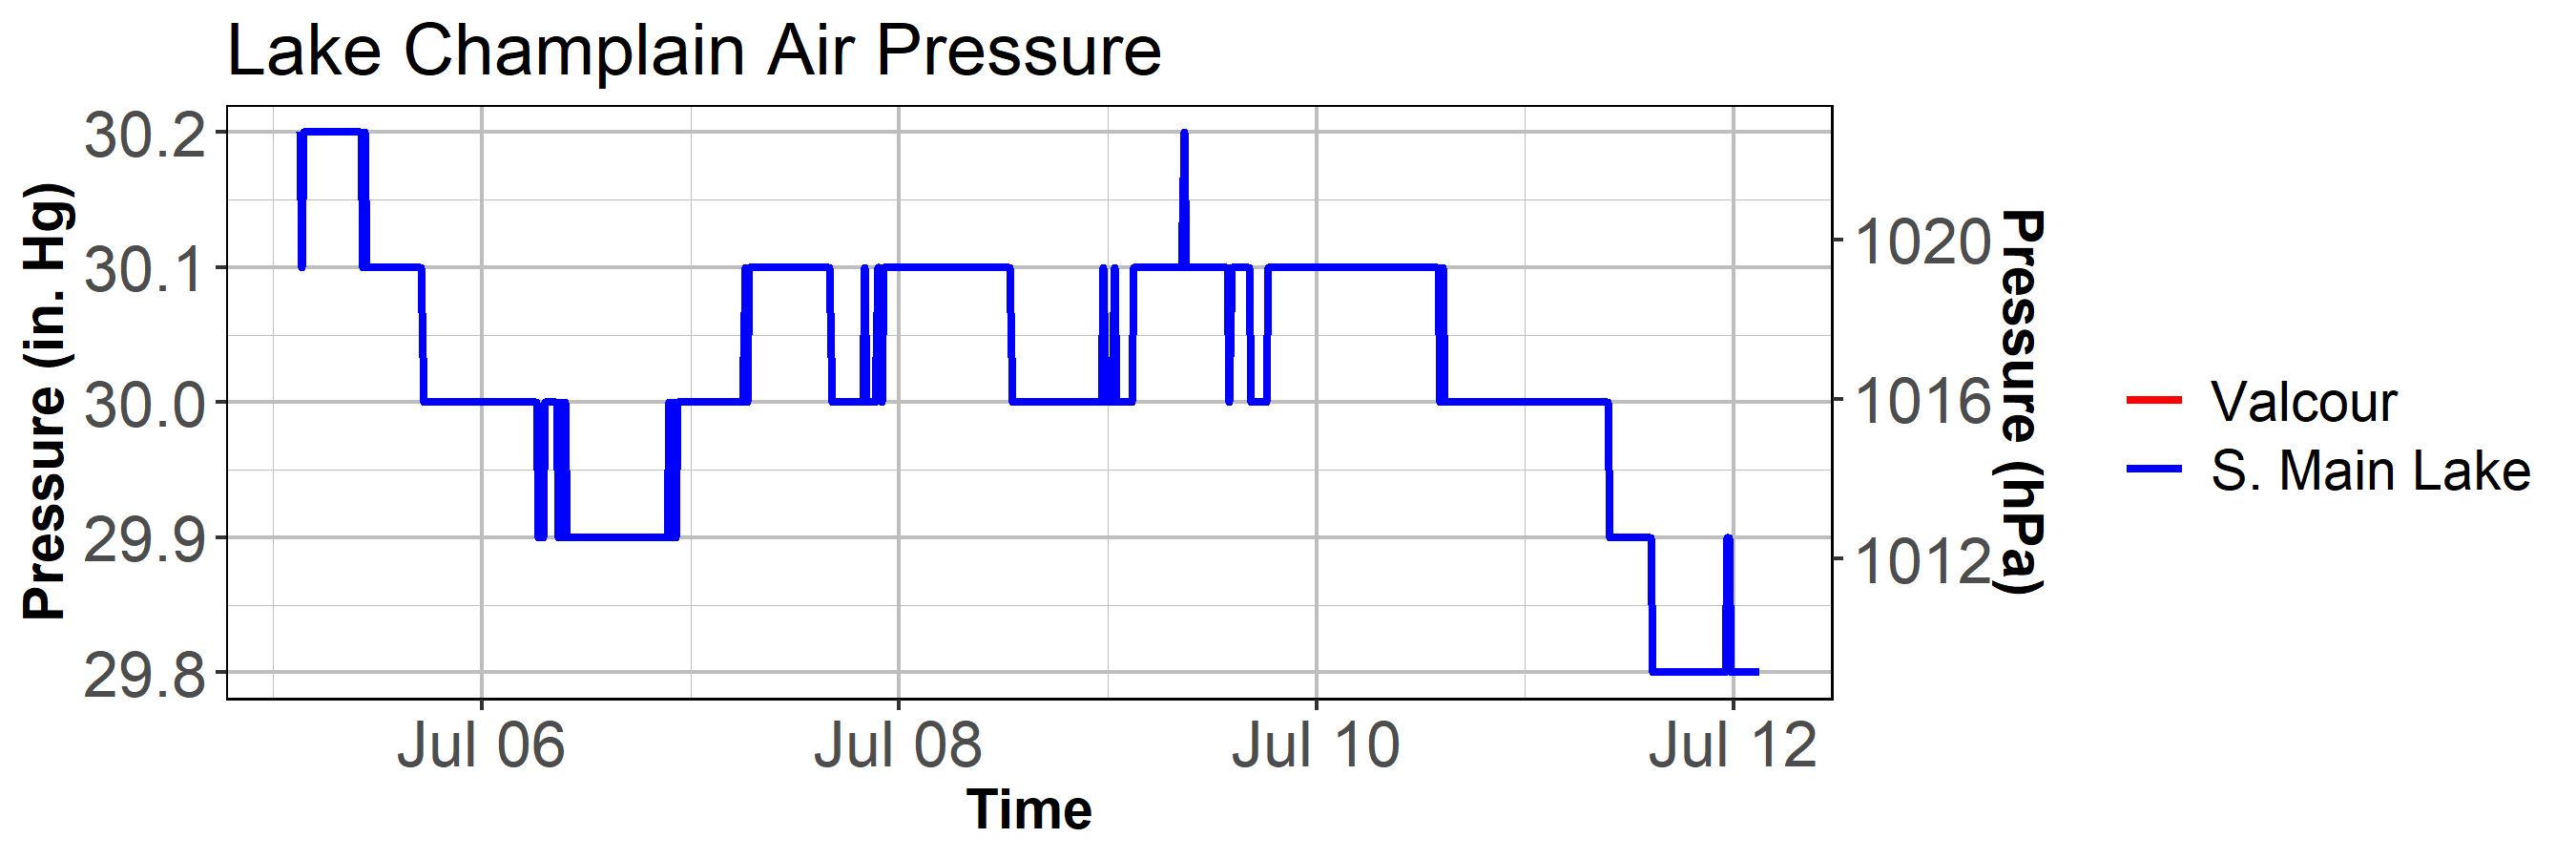 Lake Champlain Air Pressure
Pressure (in. Hg)
30.2
30.1
30.0
29.9
29.8
1020
1016
1012
Pressure (hPa)
Valcour
S. Main Lake
Jul 06
Jul 08
Jul 10
Jul 12
Time